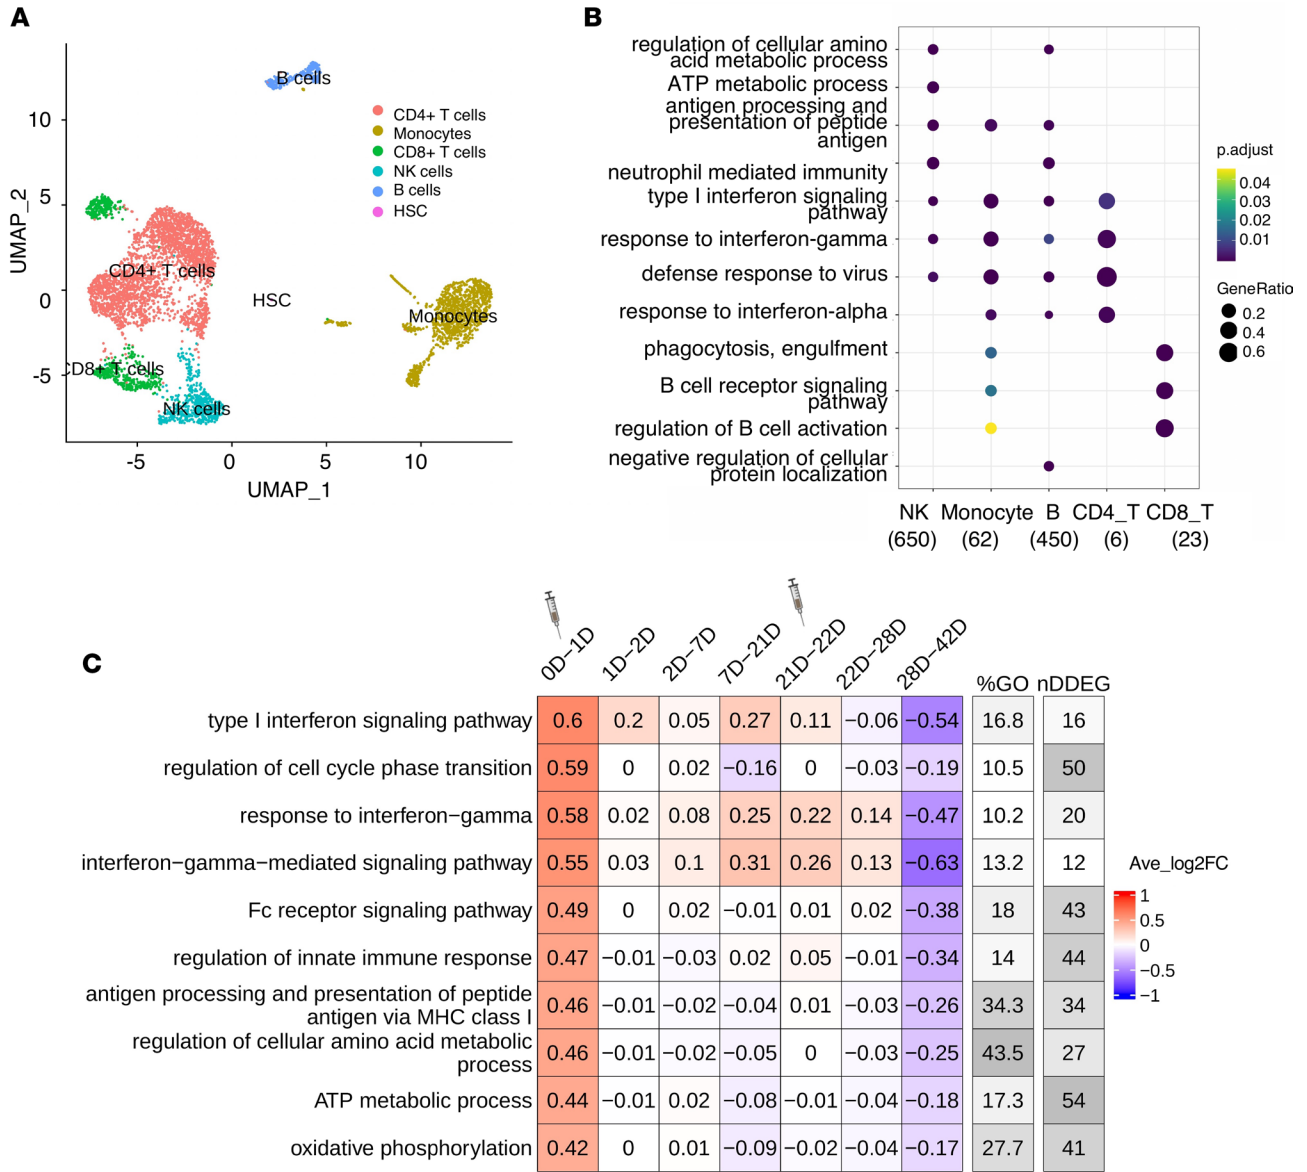 A
UMAP_2
10
5
0
-5
-5
0
5
10
UMAP_1
B cells
CD4+ T cells
HSC
Monocytes
CD8+ T cells
NK cells
CD4+ T cells
Monocytes
CD8+ T cells
NK cells
B cells
HSC
B
regulation of cellular amino
acid metabolic process
ATP metabolic process
antigen processing and
presentation of peptide
antigen
neutrophil mediated immunity
type I interferon signaling
pathway
response to interferon-gamma
defense response to virus
response to interferon-alpha
phagocytosis, engulfment
B cell receptor signaling
pathway
regulation of B cell activation
negative regulation of cellular
protein localization
NK Monocyte B CD4_T CD8_T
(650) (62) (450) (6) (23)
p.adjust
0.04
0.03
0.02
0.01
GeneRatio
0.2
0.4
0.6
C
0D−1D 1D−2D 2D−7D 7D−21D 21D−22D 22D−28D 28D−42D %GO nDDEG
type I interferon signaling pathway 0.6 0.2 0.05 0.27 0.11 −0.06 −0.54 16.8 16
regulation of cell cycle phase transition 0.59 0 0.02 −0.16 0 −0.03 −0.19 10.5 50
response to interferon−gamma 0.58 0.02 0.08 0.25 0.22 0.14 −0.47 10.2 20
interferon−gamma−mediated signaling pathway 0.55 0.03 0.1 0.31 0.26 0.13 −0.63 13.2 12
Fc receptor signaling pathway 0.49 0 0.02 −0.01 0.01 0.02 −0.38 18 43
regulation of innate immune response 0.47 −0.01 −0.03 0.02 0.05 −0.01 −0.34 14 44
antigen processing and presentation of peptide
antigen via MHC class I 0.46 −0.01 −0.02 −0.04 0.01 −0.03 −0.26 34.3 34
regulation of cellular amino acid metabolic
process 0.46 −0.01 −0.02 −0.05 0 −0.03 −0.25 43.5 27
ATP metabolic process 0.44 −0.01 0.02 −0.08 −0.01 −0.04 −0.18 17.3 54
oxidative phosphorylation 0.42 0 0.01 −0.09 −0.02 −0.04 −0.17 27.7 41
Ave_log2FC
1
0.5
0
−0.5
−1